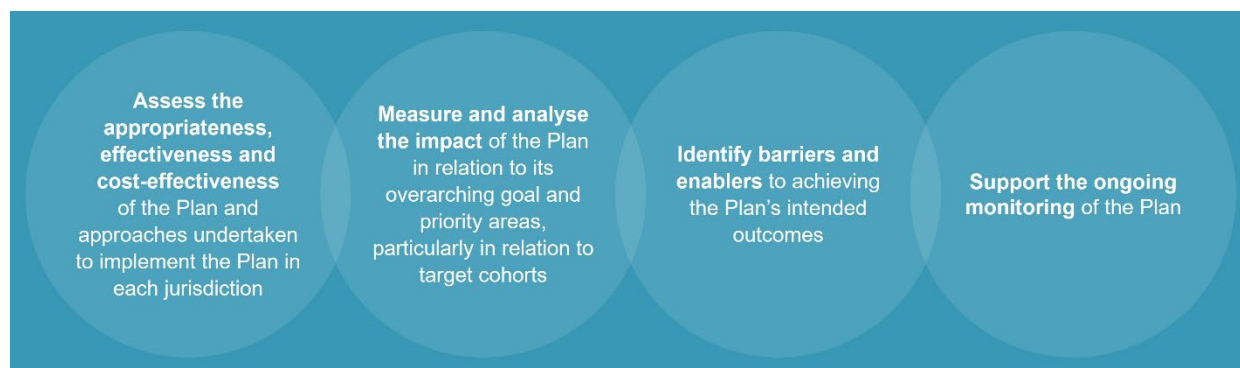 Assess the
appropriateness,
effectiveness and
cost-effectiveness
of the Plan and
approaches undertaken
to implement the Plan in
each jurisdiction
Measure and analyse
the impact of the Plan
in relation to its
overarching goal and
priority areas,
particularly in relation to
target cohorts
Identify barriers and
enablers to achieving
the Plan’s intended
outcomes
Support the ongoing
monitoring of the Plan